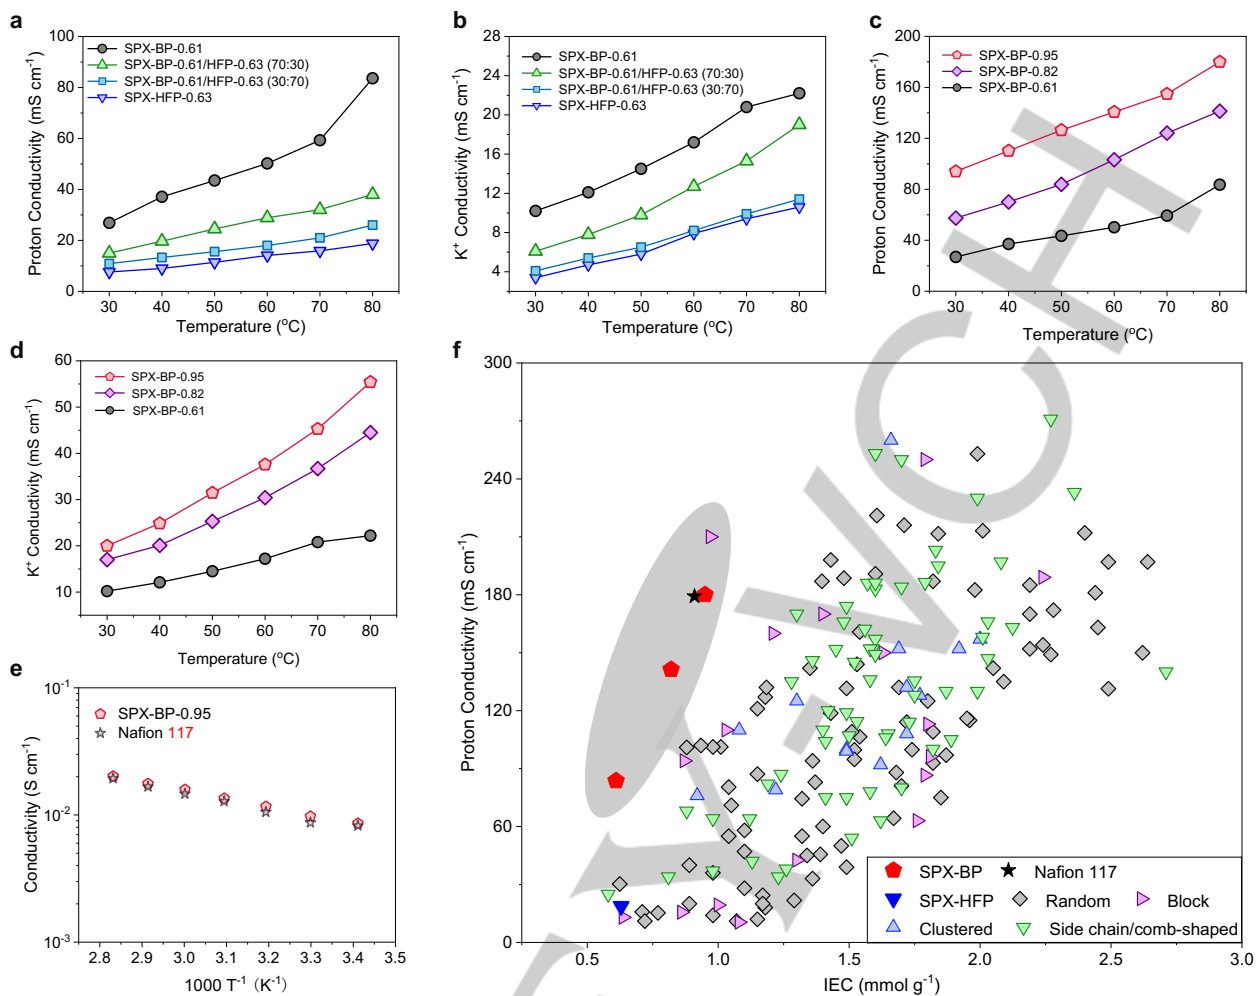 a
100
80
60
40
20
0
Proton Conductivity (mS cm⁻¹)
SPX-BP-0.61
SPX-BP-0.61/HFP-0.63 (70:30)
SPX-BP-0.61/HFP-0.63 (30:70)
SPX-HFP-0.63
30 40 50 60 70 80
Temperature (°C)
b
28
24
20
16
12
8
4
K⁺ Conductivity (mS cm⁻¹)
SPX-BP-0.61
SPX-BP-0.61/HFP-0.63 (70:30)
SPX-BP-0.61/HFP-0.63 (30:70)
SPX-HFP-0.63
30 40 50 60 70 80
Temperature (°C)
c
200
160
120
80
40
0
Proton Conductivity (mS cm⁻¹)
SPX-BP-0.95
SPX-BP-0.82
SPX-BP-0.61
30 40 50 60 70 80
Temperature (°C)
d
60
50
40
30
20
10
K⁺ Conductivity (mS cm⁻¹)
SPX-BP-0.95
SPX-BP-0.82
SPX-BP-0.61
30 40 50 60 70 80
Temperature (°C)
e
10⁻¹
10⁻²
10⁻³
Conductivity (S cm⁻¹)
SPX-BP-0.95
Nafion 117
2.8 2.9 3.0 3.1 3.2 3.3 3.4 3.5
1000 T⁻¹ (K⁻¹)
f
300
240
180
120
60
0
Proton Conductivity (mS cm⁻¹)
SPX-BP Nafion 117
SPX-HFP Random Block
Clustered Side chain/comb-shaped
0.5 1.0 1.5 2.0 2.5 3.0
IEC (mmol g⁻¹)